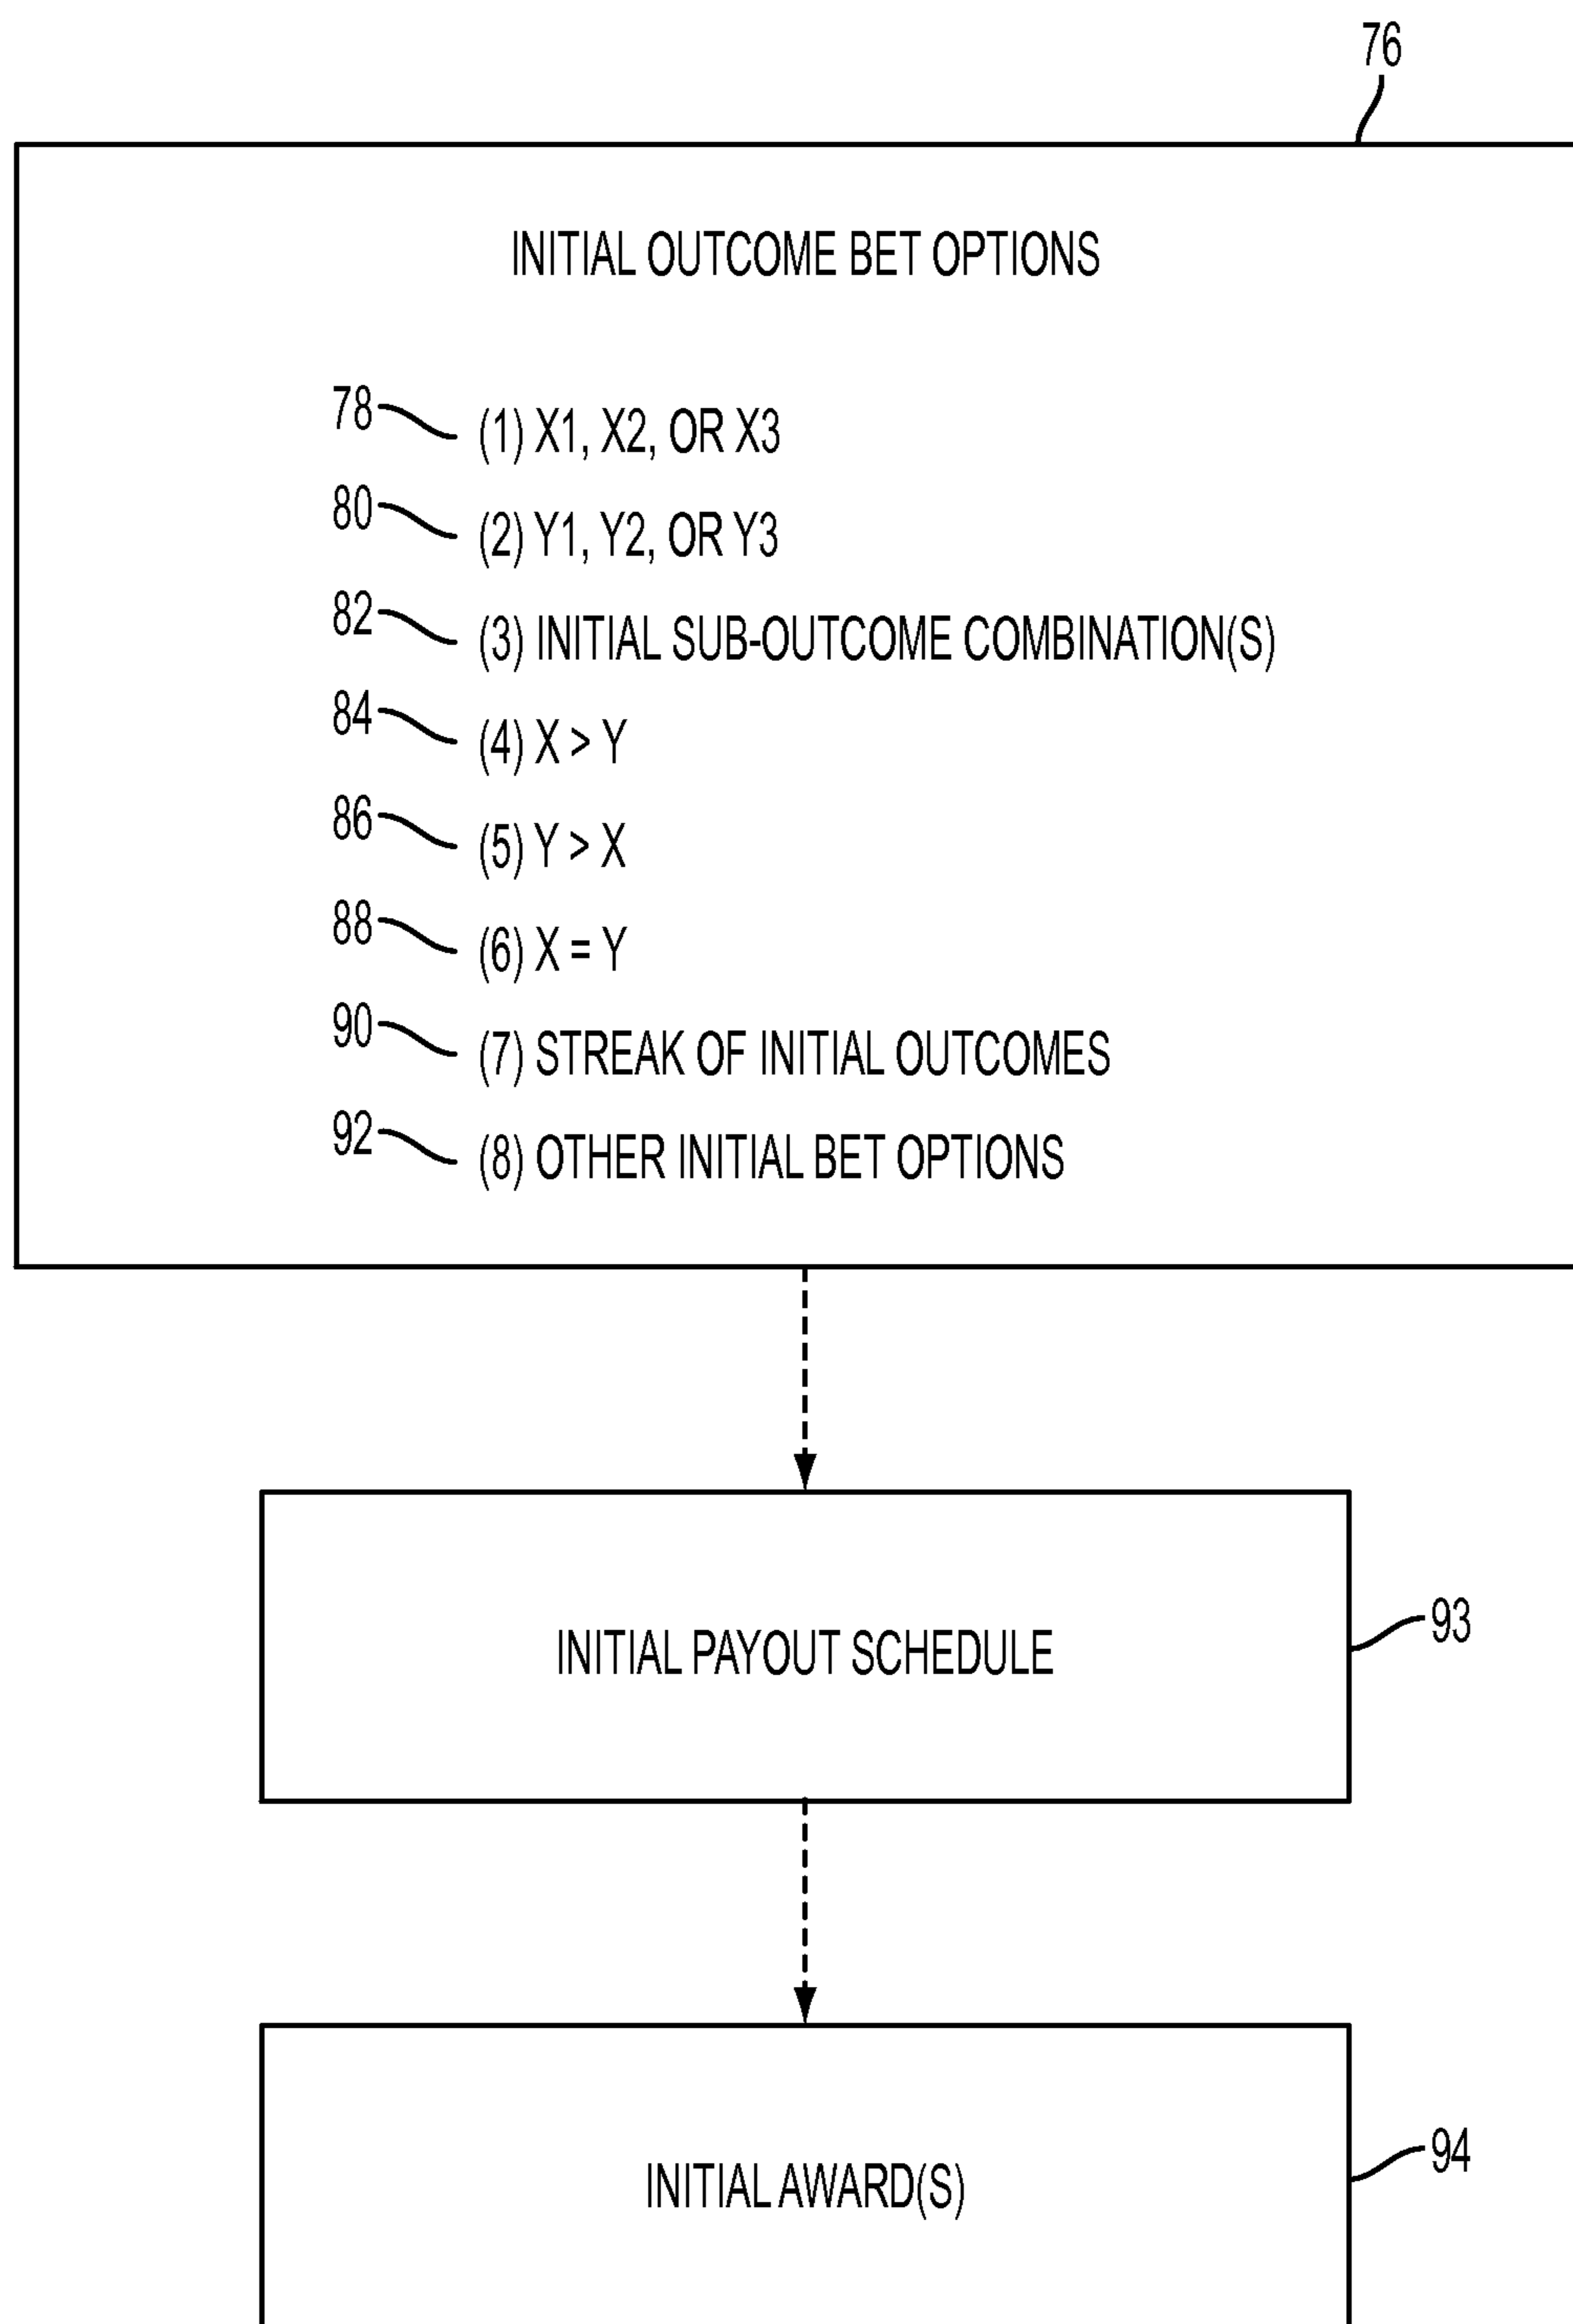 76
INITIAL OUTCOME BET OPTIONS
78 (1) X1, X2, OR X3
80 (2) Y1, Y2, OR Y3
82 (3) INITIAL SUB-OUTCOME COMBINATION(S)
84 (4) X > Y
86 (5) Y > X
88 (6) X = Y
90 (7) STREAK OF INITIAL OUTCOMES
92 (8) OTHER INITIAL BET OPTIONS
INITIAL PAYOUT SCHEDULE 93
INITIAL AWARD(S) 94